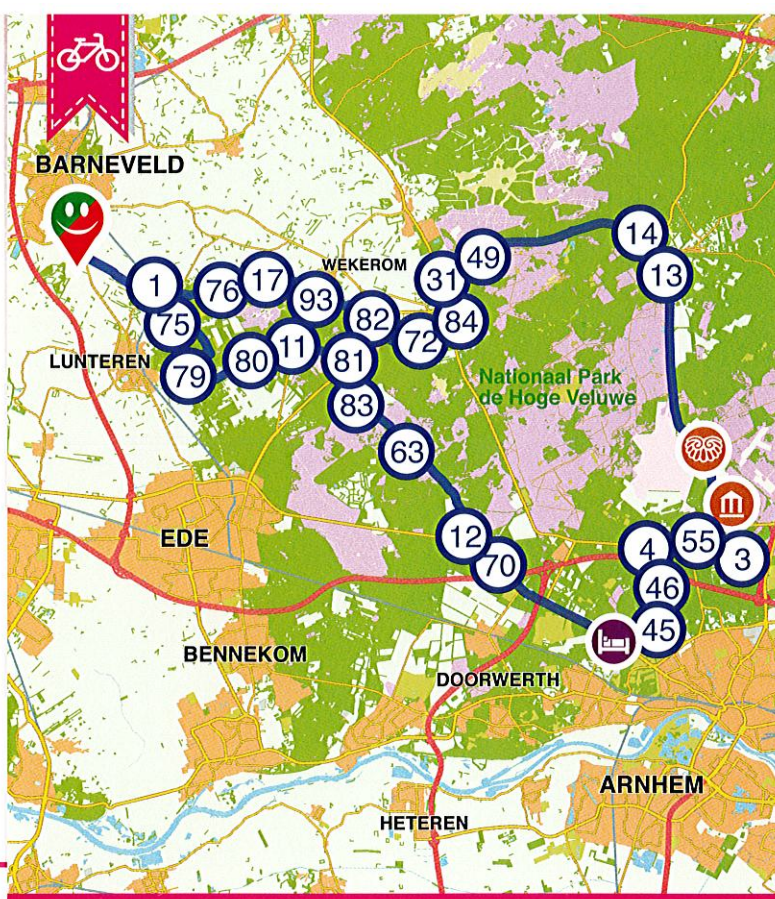 BARNEVELD
WEKEROM
1
76
17
93
31
49
14
13
75
LUNTEREN
79
80
11
82
72
84
81
83
Nationaal Park
de Hoge Veluwe
63
EDE
12
70
4
55
3
46
45
BENNEKOM
DOORWERTH
ARNHEM
HETEREN